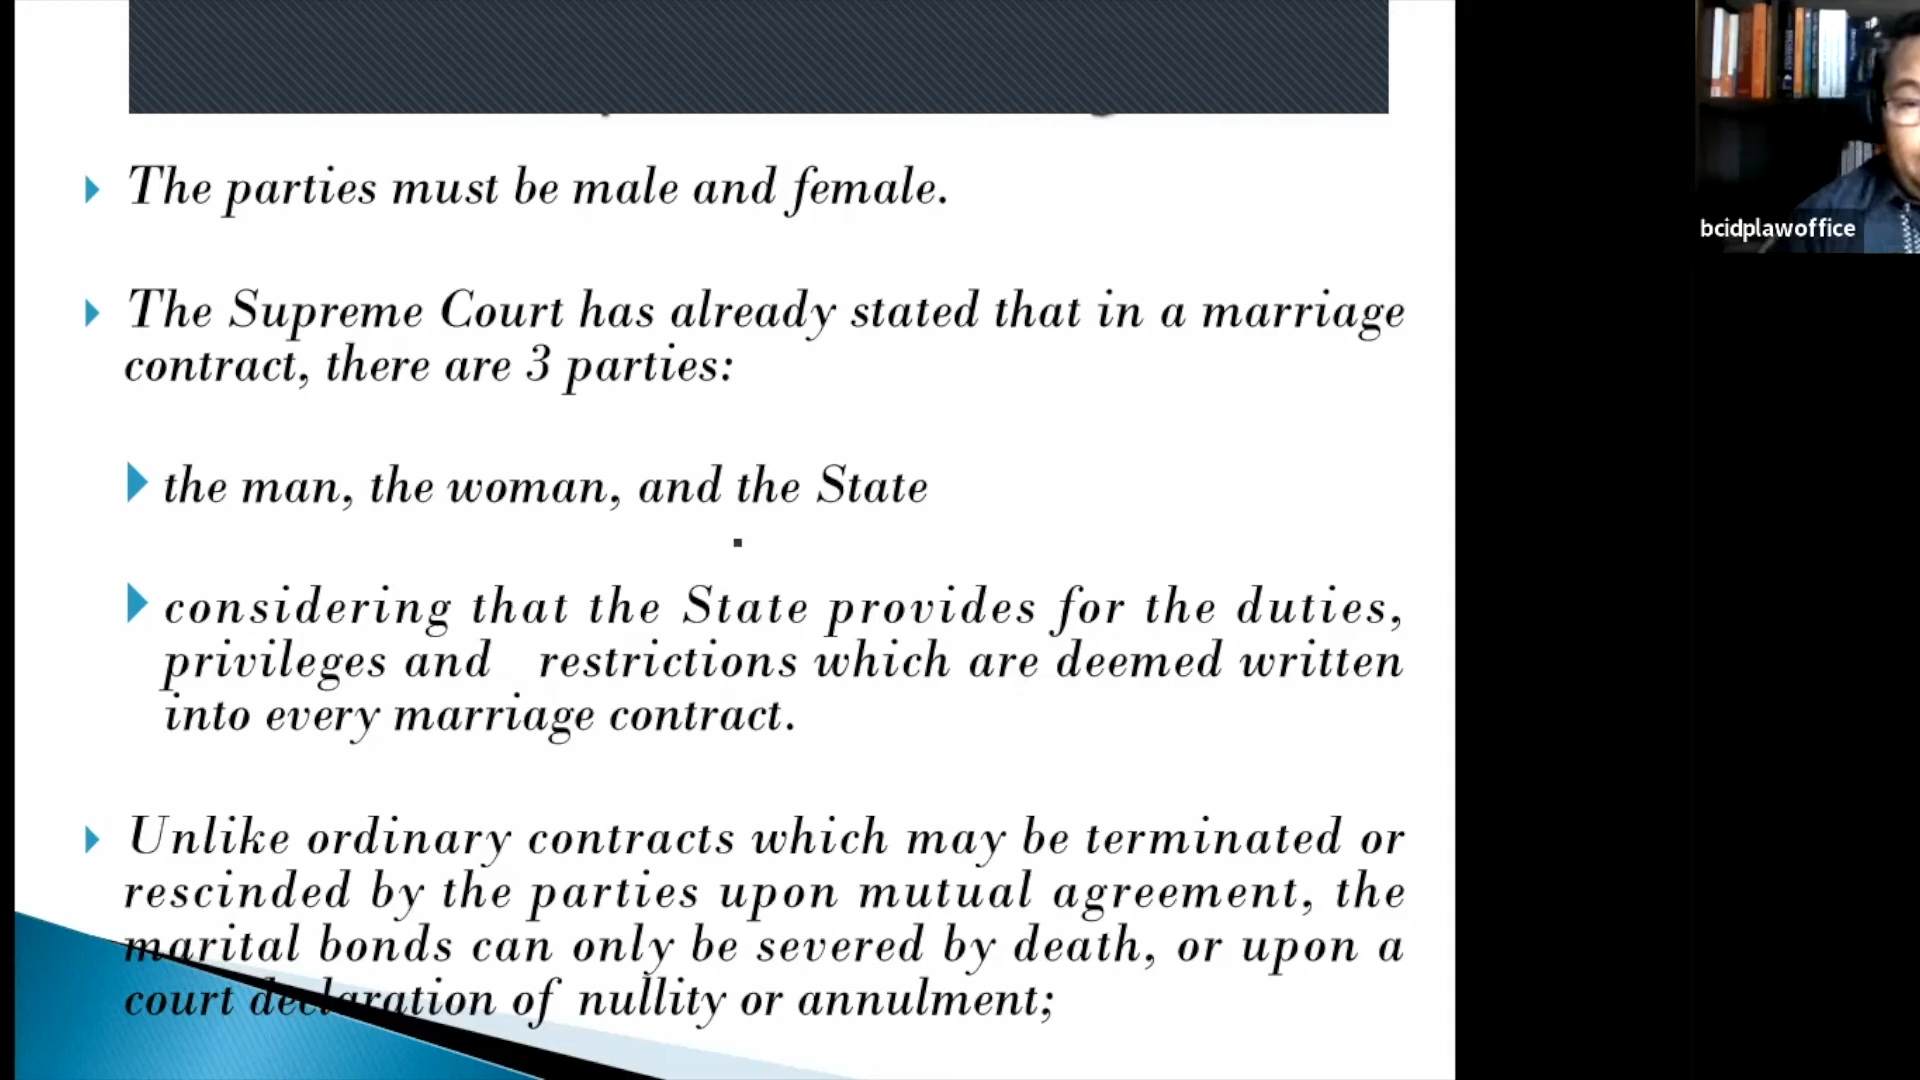 The parties must be male and female.
The Supreme Court has already stated that in a marriage
contract, there are 3 parties:
the man, the woman, and the State
considering that the State provides for the duties,
privileges and restrictions which are deemed written
into every marriage contract.
Unlike ordinary contracts which may be terminated or
rescinded by the parties upon mutual agreement, the
marital bonds can only be severed by death, or upon a
court declaration of nullity or annulment;
bcidplawoffice